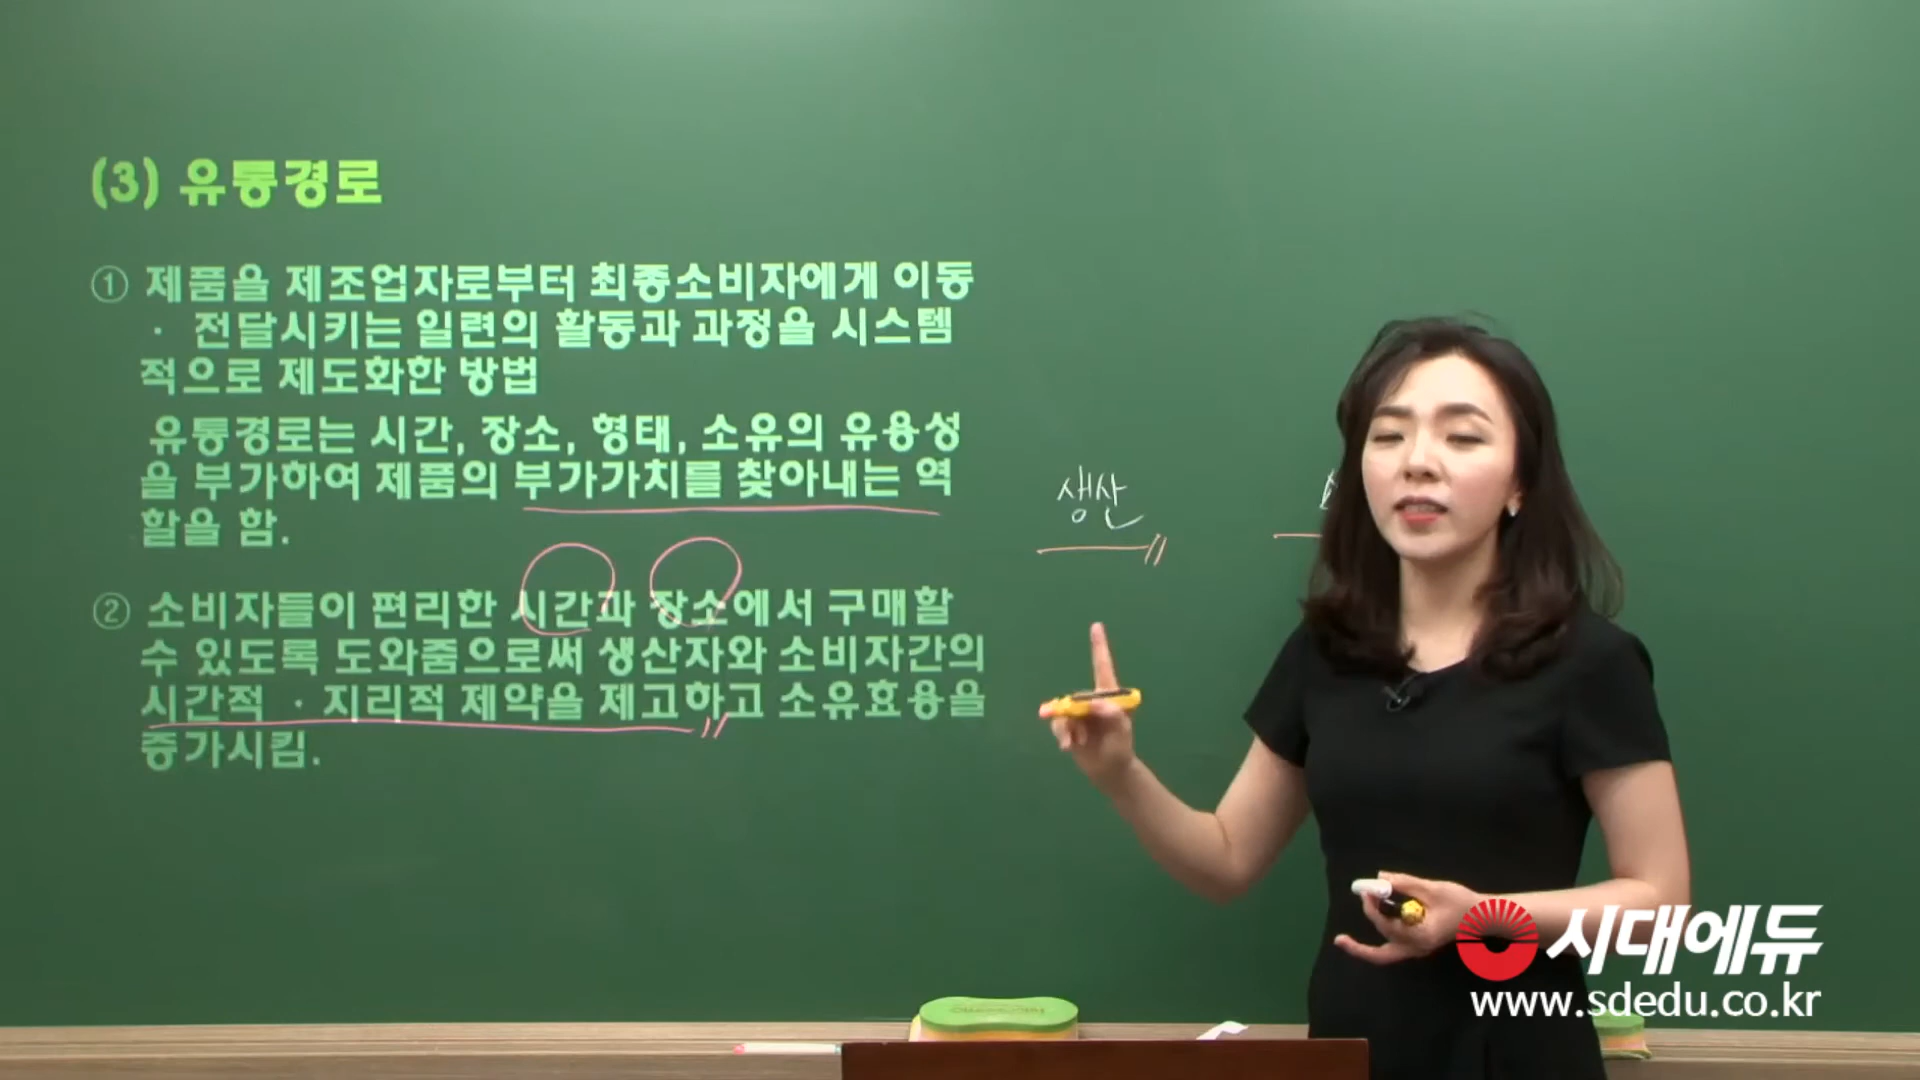 (3) 유통경로
① 제품을 제조업자로부터 최종소비자에게 이동
· 전달시키는 일련의 활동과 과정을 시스템
적으로 제도화한 방법
유통경로는 시간, 장소, 형태, 소유의 유용성
을 부가하여 제품의 부가가치를 찾아내는 역
할을 함.
② 소비자들이 편리한 시간과 장소에서 구매할
수 있도록 도와줌으로써 생산자와 소비자간의
시간적 · 지리적 제약을 제고하고 소유효용을
증가시킴.
생산
시대에듀
www.sdedu.co.kr